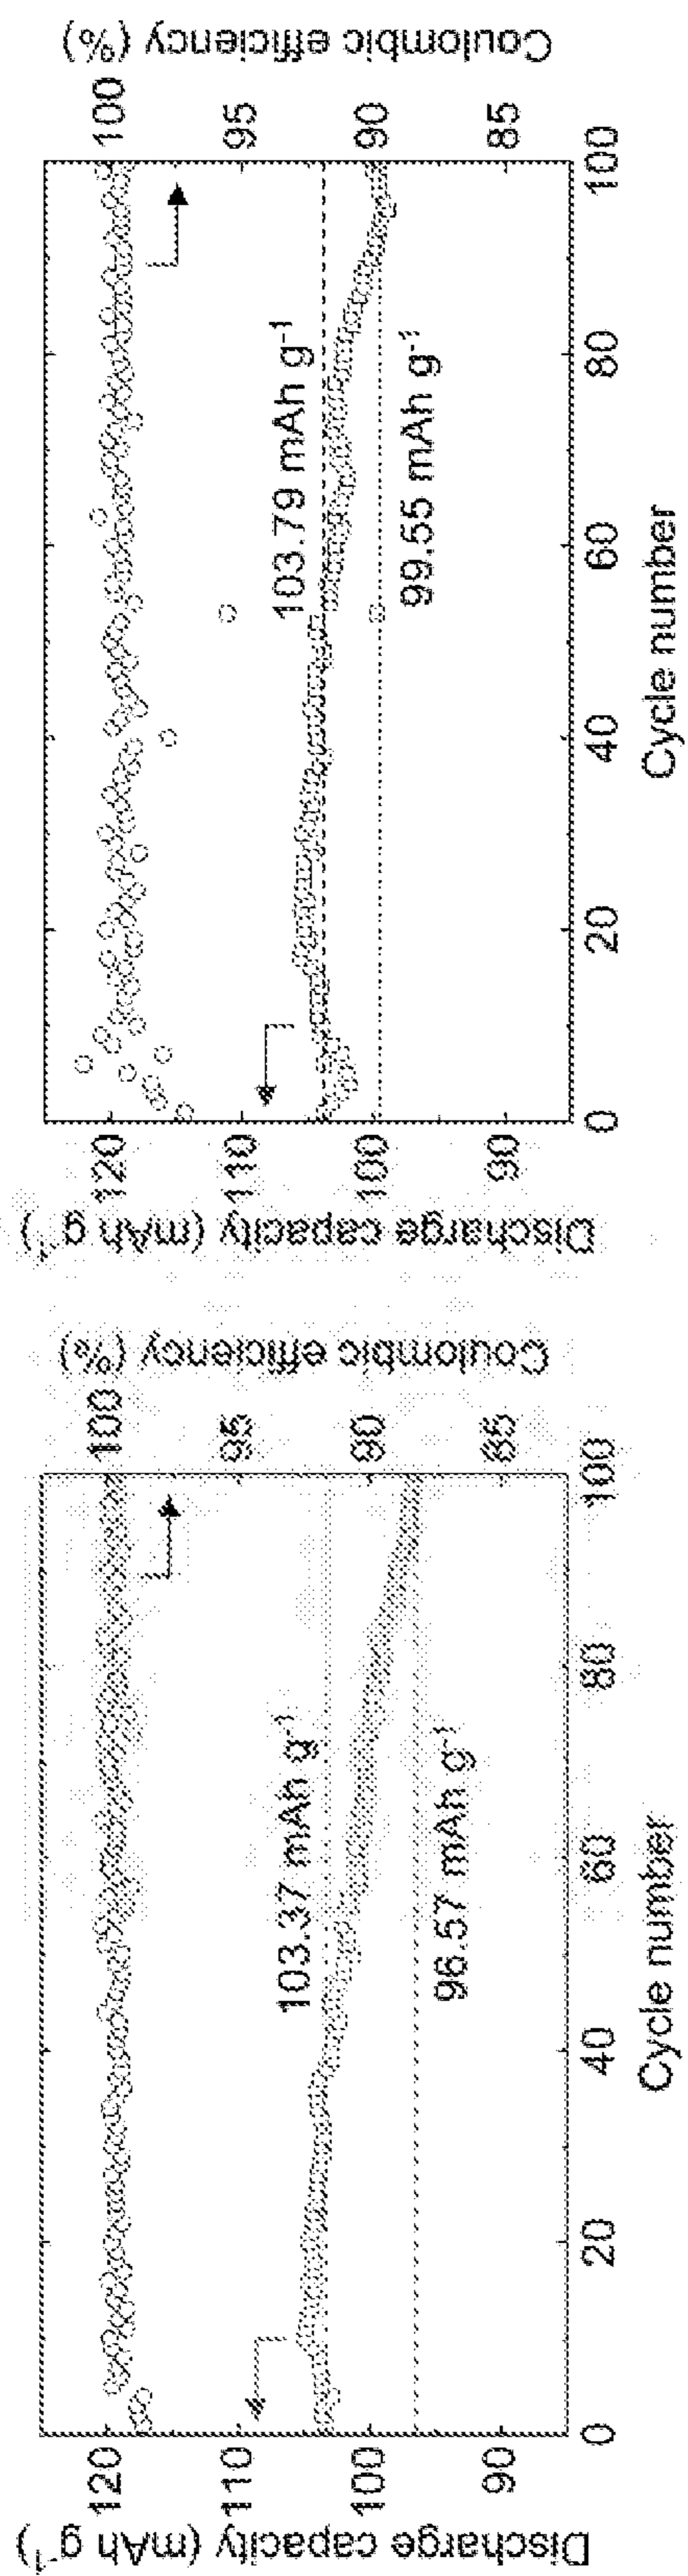 Discharge capacity (mAh g⁻¹)
120
110
100
90
103.37 mAh g⁻¹
96.57 mAh g⁻¹
0
20
40
60
80
100
Cycle number
100
95
90
85
Coulombic efficiency (%)
Discharge capacity (mAh g⁻¹)
120
110
100
90
103.79 mAh g⁻¹
99.55 mAh g⁻¹
0
20
40
60
80
100
Cycle number
100
95
90
85
Coulombic efficiency (%)